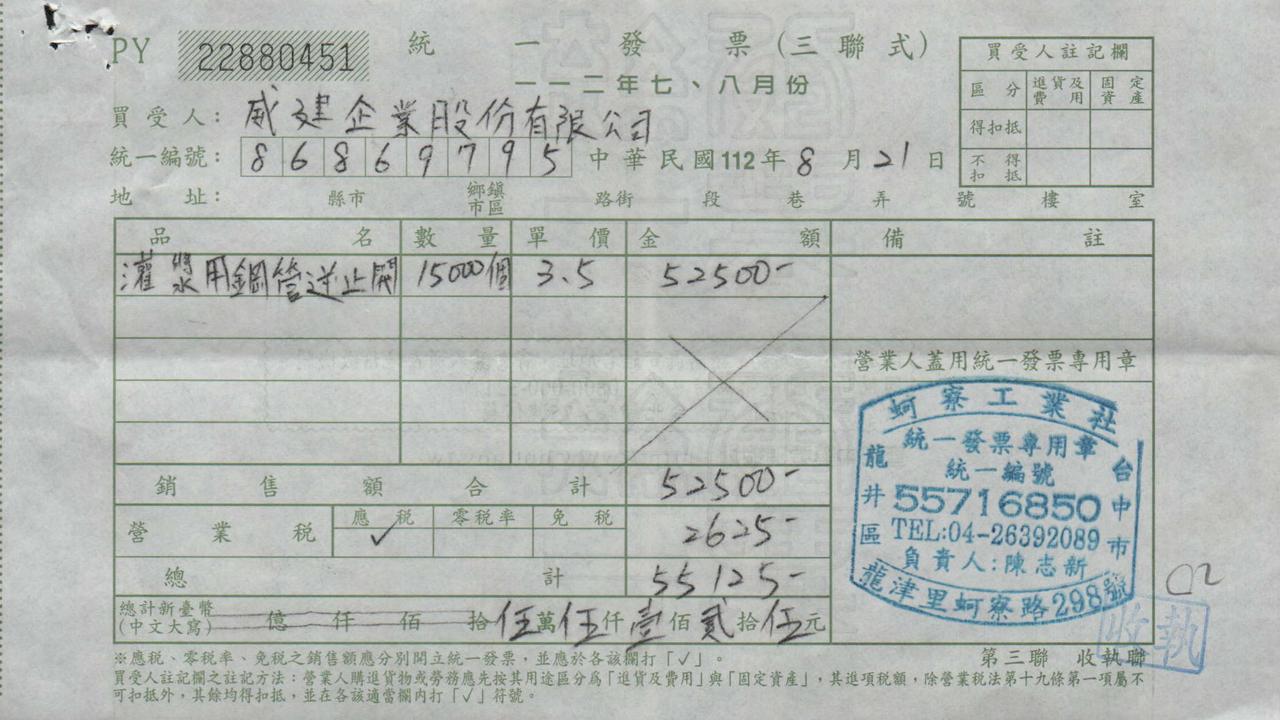 PY 22880451 統一發票(三聯式)
一一二年七、八月份
買受人註記欄
區分 進貨及費用 固定資產
得扣抵
不得扣抵
買受人：威建企業股份有限公司
統一編號：86869795 中華民國112年8月21日
地址： 縣市 鄉鎮市區 路街 段 巷 弄 號 樓 室
品名 數量 單價 金額 備註
灌漿用鋼管逆止閥 15000個 3.5 52500-
營業人蓋用統一發票專用章
銷售額合計 52500-
營業稅 應稅 ✓ 零稅率 免稅 2625-
總計 55125-
總計新臺幣(中文大寫) 億 仟 佰 拾伍萬伍仟壹佰貳拾伍元
蚵寮工業社
統一發票專用章
統一編號
55716850
TEL:04-26392089
負責人:陳志新
台中市
龍井區
龍津里蚵寮路298號
02
收執
第三聯 收執聯
※應稅、零稅率、免稅之銷售額應分別開立統一發票，並應於各該欄打「✓」。
買受人註記欄之註記方法：營業人購進貨物或勞務應先按其用途區分為「進貨及費用」與「固定資產」，其進項稅額，除營業稅法第十九條第一項屬不
可扣抵外，其餘均得扣抵，並在各該適當欄內打「✓」符號。